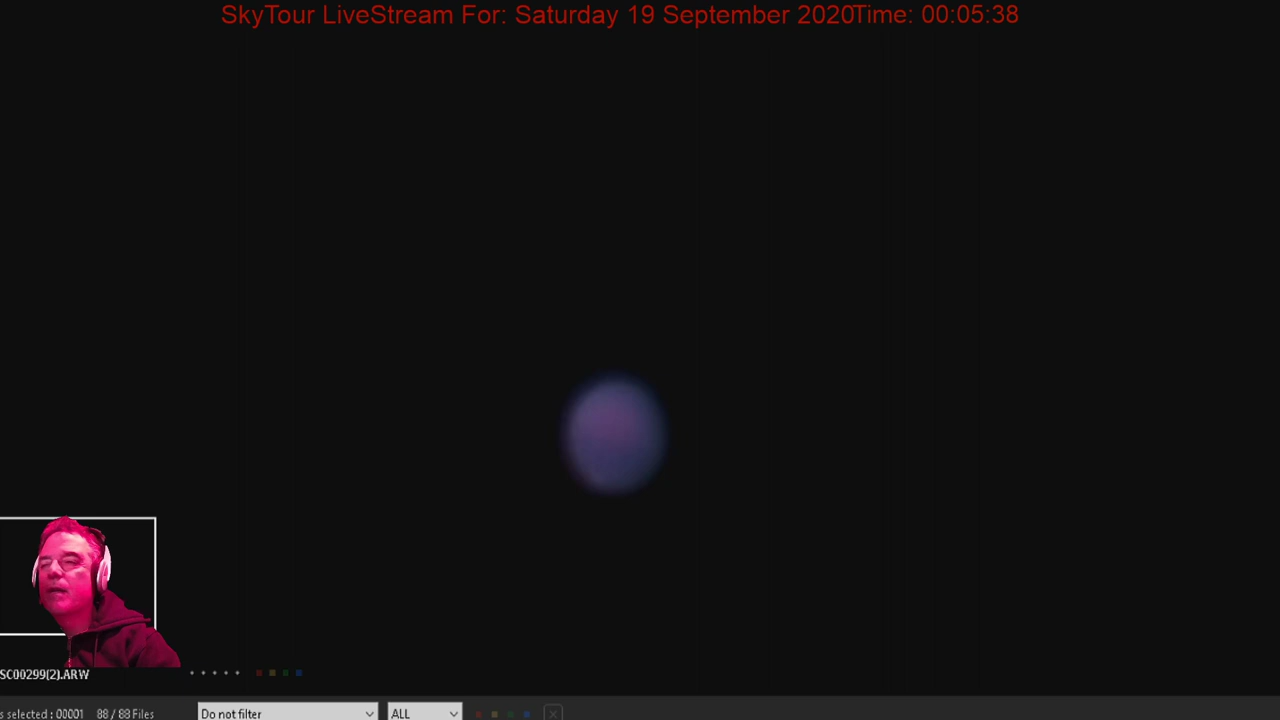 SkyTour LiveStream For: Saturday 19 September 2020Time: 00:05:38
SC00299(2).ARW
s selected : 00001 88 / 88 Files Do not filter ALL